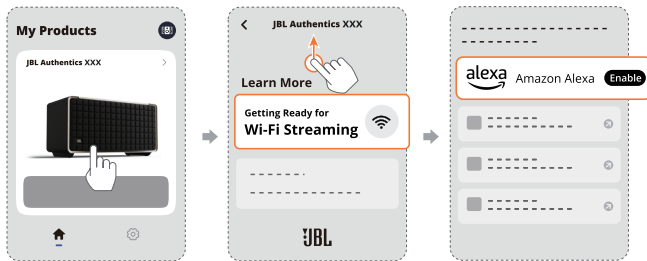 My Products
JBL Authentics XXX
JBL Authentics XXX
Learn More
Getting Ready for
Wi-Fi Streaming
JBL
alexa
Amazon Alexa
Enable